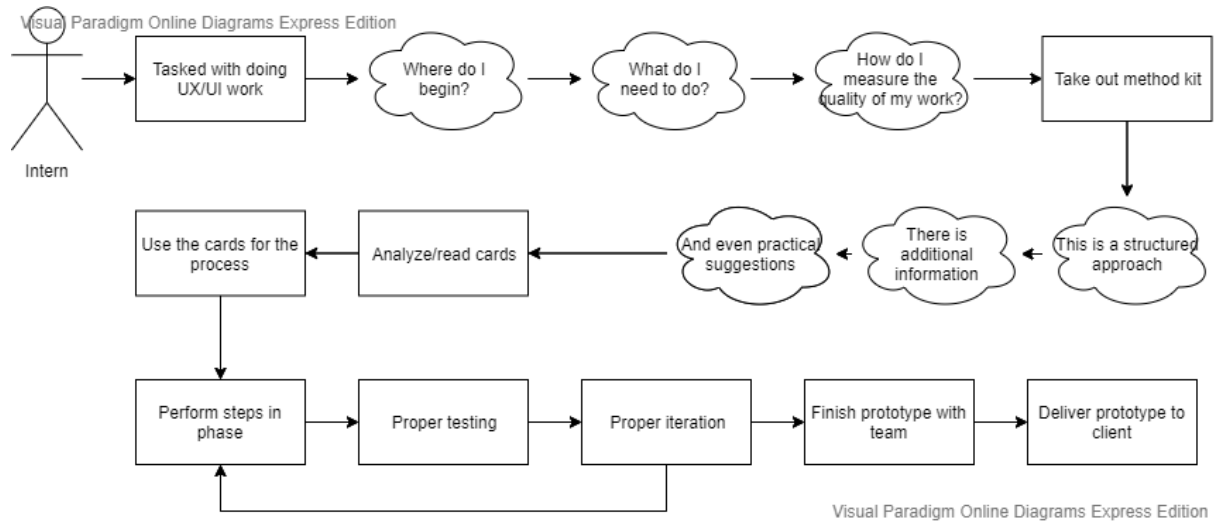 Visual Paradigm Online Diagrams Express Edition
Intern
Tasked with doing
UX/UI work
Where do I
begin?
What do I
need to do?
How do I
measure the
quality of my work?
Take out method kit
This is a structured
approach
There is
additional
information
And even practical
suggestions
Analyze/read cards
Use the cards for the
process
Perform steps in
phase
Proper testing
Proper iteration
Finish prototype with
team
Deliver prototype to
client
Visual Paradigm Online Diagrams Express Edition